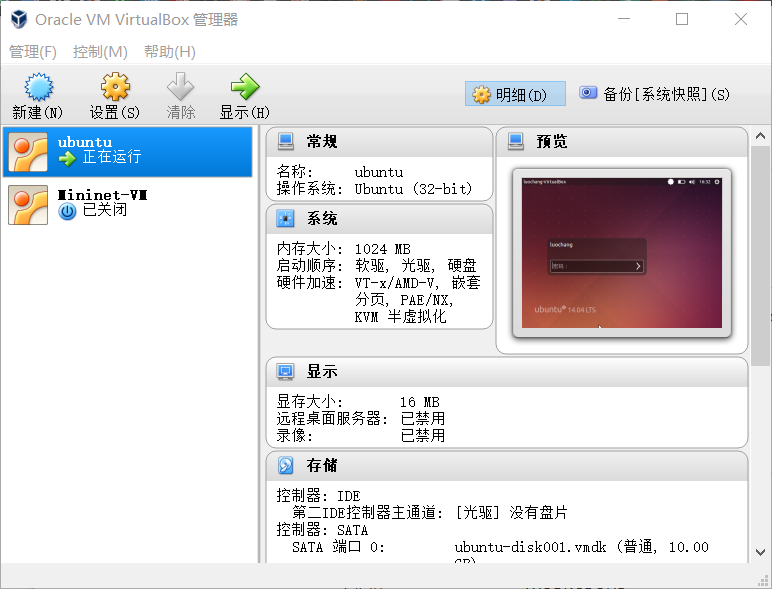 Oracle VM VirtualBox 管理器
管理(F) 控制(M) 帮助(H)
新建(N) 设置(S) 清除 显示(H) 明细(D) 备份[系统快照](S)
ubuntu
正在运行
Mininet-VM
已关闭
常规
名称: ubuntu
操作系统: Ubuntu (32-bit)
系统
内存大小: 1024 MB
启动顺序: 软驱, 光驱, 硬盘
硬件加速: VT-x/AMD-V, 嵌套
分页, PAE/NX,
KVM 半虚拟化
预览
luochang-VirtualBox 16:52
luochang
密码:
ubuntu® 14.04 LTS
显示
显存大小: 16 MB
远程桌面服务器: 已禁用
录像: 已禁用
存储
控制器: IDE
第二IDE控制器主通道: [光驱] 没有盘片
控制器: SATA
SATA 端口 0: ubuntu-disk001.vmdk (普通, 10.00
GB)